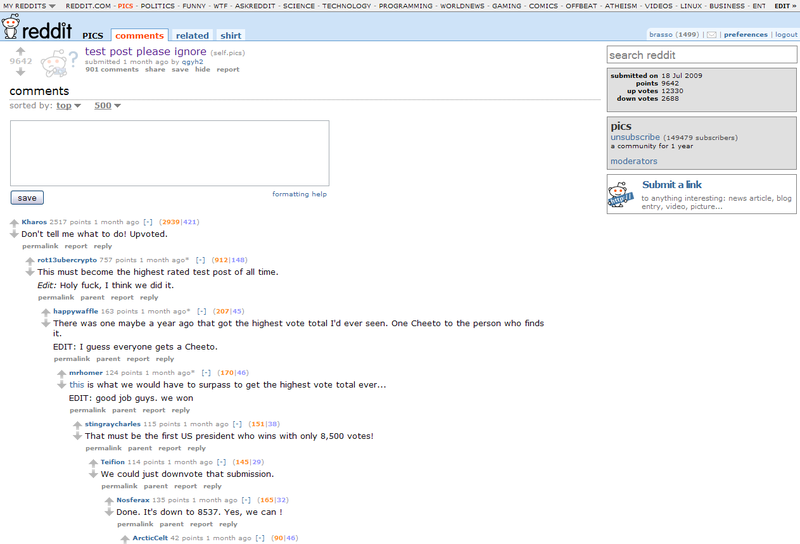 MY REDDITS ▼ REDDIT.COM - PICS - POLITICS - FUNNY - WTF - ASKREDDIT - SCIENCE - TECHNOLOGY - PROGRAMMING - WORLDNEWS - GAMING - COMICS - OFFBEAT - ATHEISM - VIDEOS - LINUX - BUSINESS - ENT EDIT »
reddit PICS comments related shirt
brasso (1499) | | preferences | logout
test post please ignore (self.pics)
9642
submitted 1 month ago by qgyh2
901 comments share save hide report
comments
sorted by: top ▼ 500 ▼
save
formatting help
Kharos 2517 points 1 month ago [-] (2939|421)
Don't tell me what to do! Upvoted.
permalink report reply
rot13ubercrypto 757 points 1 month ago* [-] (912|148)
This must become the highest rated test post of all time.
Edit: Holy fuck, I think we did it.
permalink parent report reply
happywaffle 163 points 1 month ago* [-] (207|45)
There was one maybe a year ago that got the highest vote total I'd ever seen. One Cheeto to the person who finds
it.
EDIT: I guess everyone gets a Cheeto.
permalink parent report reply
mrhomer 124 points 1 month ago* [-] (170|46)
this is what we would have to surpass to get the highest vote total ever...
EDIT: good job guys. we won
permalink parent report reply
stingraycharles 115 points 1 month ago [-] (151|38)
That must be the first US president who wins with only 8,500 votes!
permalink parent report reply
Teifion 114 points 1 month ago [-] (145|29)
We could just downvote that submission.
permalink parent report reply
Nosferax 135 points 1 month ago [-] (165|32)
Done. It's down to 8537. Yes, we can !
permalink parent report reply
ArcticCelt 42 points 1 month ago [-] (90|46)
search reddit
submitted on 18 Jul 2009
points 9642
up votes 12330
down votes 2688
pics
unsubscribe (149479 subscribers)
a community for 1 year
moderators
Submit a link
to anything interesting: news article, blog
entry, video, picture...
http://